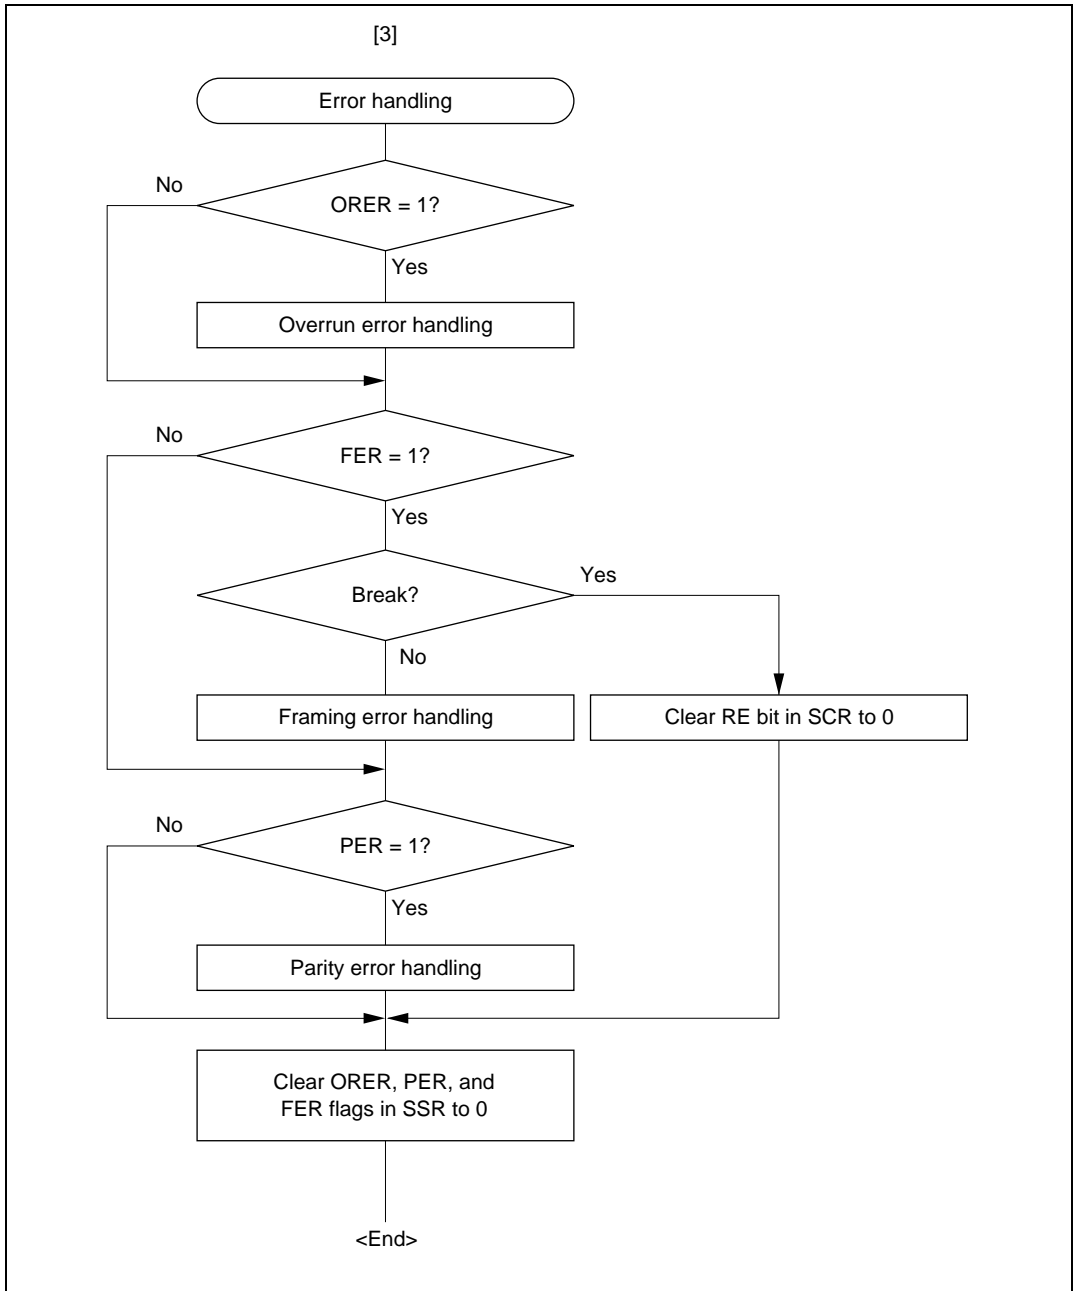 [3]
Error handling
No
ORER = 1?
Yes
Overrun error handling
No
FER = 1?
Yes
Break?
Yes
No
Framing error handling
Clear RE bit in SCR to 0
No
PER = 1?
Yes
Parity error handling
Clear ORER, PER, and
FER flags in SSR to 0
<End>